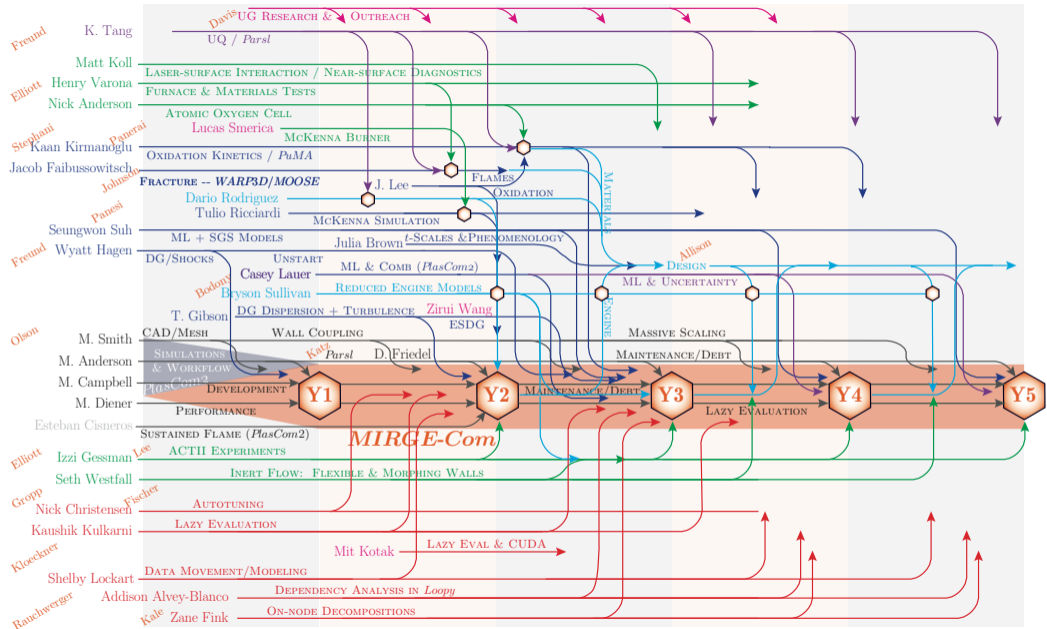 Davis
UG Research & Outreach
Freund
K. Tang
UQ / Parsl
Matt Koll
Laser-surface Interaction / Near-surface Diagnostics
Elliott
Henry Varona
Furnace & Materials Tests
Nick Anderson
Atomic Oxygen Cell
Lucas Smerica
McKenna Burner
Stephani
Panerai
Kaan Kirmanoglu
Oxidation Kinetics / PuMA
Jacob Faibussowitsch
Flames
Johnson
Fracture -- WARP3D/MOOSE
J. Lee
Oxidation
Materials
Dario Rodriguez
Tulio Ricciardi
Panesi
McKenna Simulation
Seungwon Suh
ML + SGS Models
Julia Brown
t-Scales & Phenomenology
Freund
Wyatt Hagen
DG/Shocks
Unstart
Allison
Design
Casey Lauer
ML & Comb (PlasCom2)
ML & Uncertainty
Bodony
Bryson Sullivan
Reduced Engine Models
Engine
T. Gibson
DG Dispersion + Turbulence
Zirui Wang
ESDG
Olson
M. Smith
CAD/Mesh
Wall Coupling
Massive Scaling
Katz
Simulations
& Workflow
PlasCom2
Parsl
D. Friedel
Maintenance/Debt
M. Anderson
M. Campbell
Development
Maintenance/Debt
Y1
Y2
Y3
Y4
Y5
M. Diener
Performance
Lazy Evaluation
Esteban Cisneros
Sustained Flame (PlasCom2)
MIRGE-Com
Elliott
Lee
Izzi Gessman
ACTII Experiments
Seth Westfall
Inert Flow: Flexible & Morphing Walls
Gropp
Fischer
Nick Christensen
Autotuning
Kaushik Kulkarni
Lazy Evaluation
Kloeckner
Mit Kotak
Lazy Eval & CUDA
Shelby Lockart
Data Movement/Modeling
Addison Alvey-Blanco
Dependency Analysis in Loopy
Rauchwerger
Kale
Zane Fink
On-node Decompositions